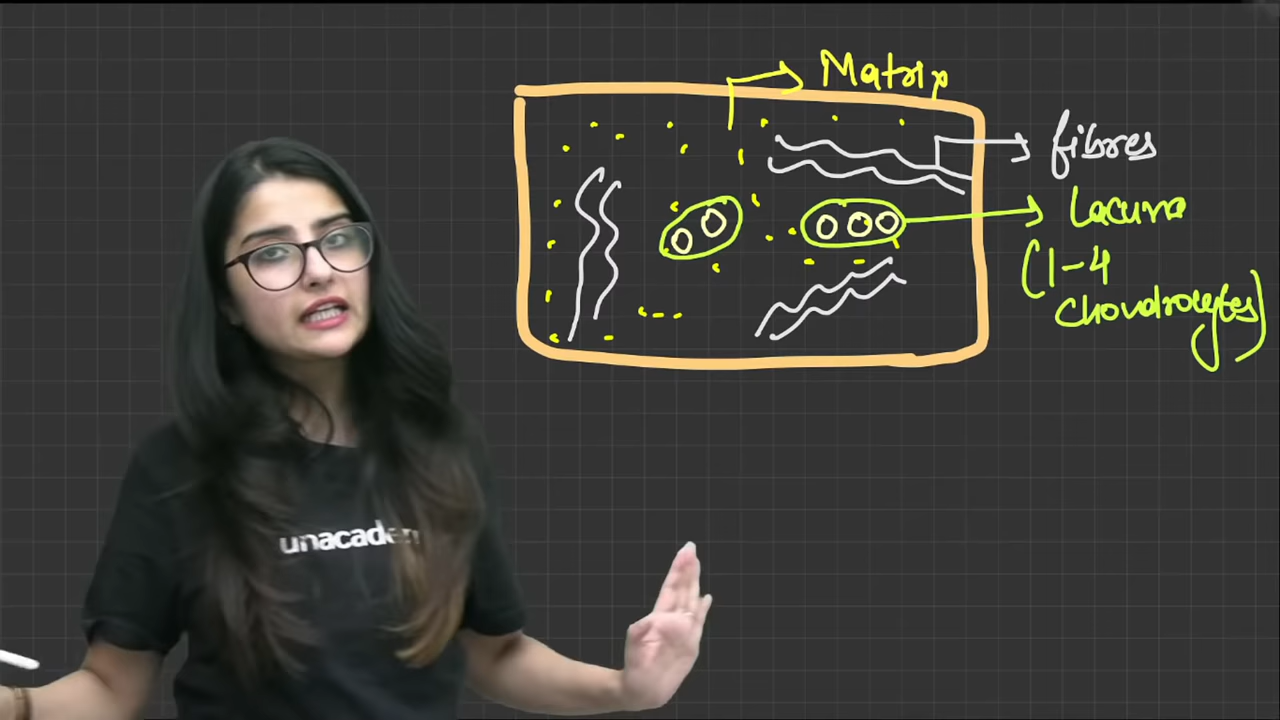 Matrix
fibres
Lacuna
(1-4
chondrocytes)
unacadem